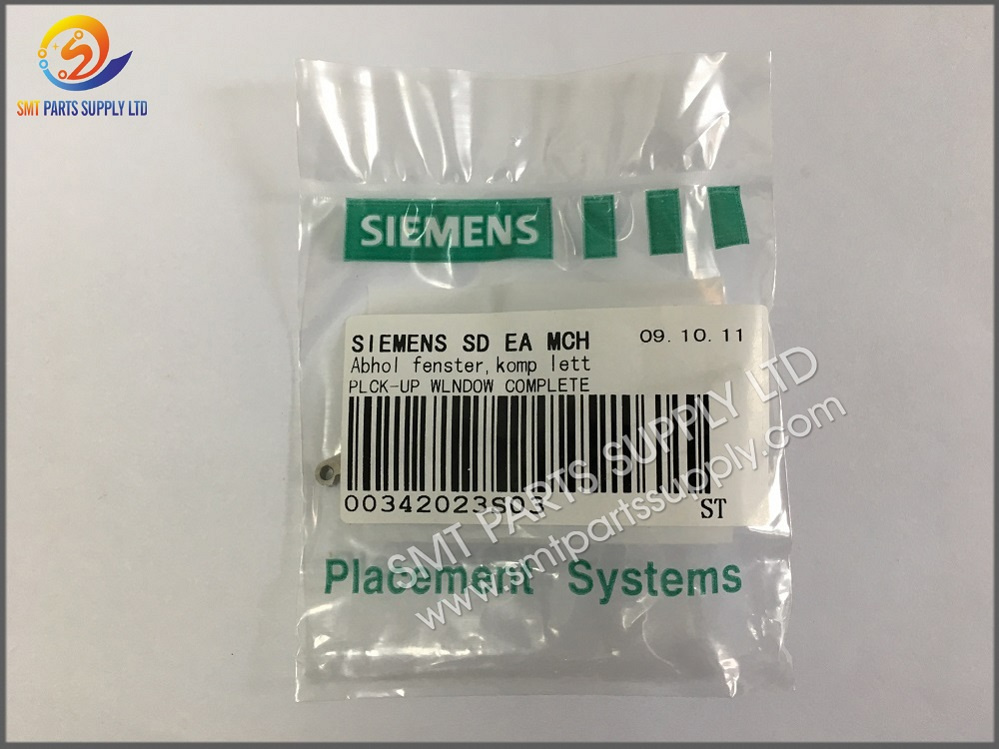 SMT PARTS SUPPLY LTD
SIEMENS
SIEMENS SD EA MCH 09.10.11
Abhol fenster,komp lett
PLCK-UP WLNDOW COMPLETE
00342023S03 ST
Placement Systems
SMT PARTS SUPPLY LTD
www.smtpartssupply.com